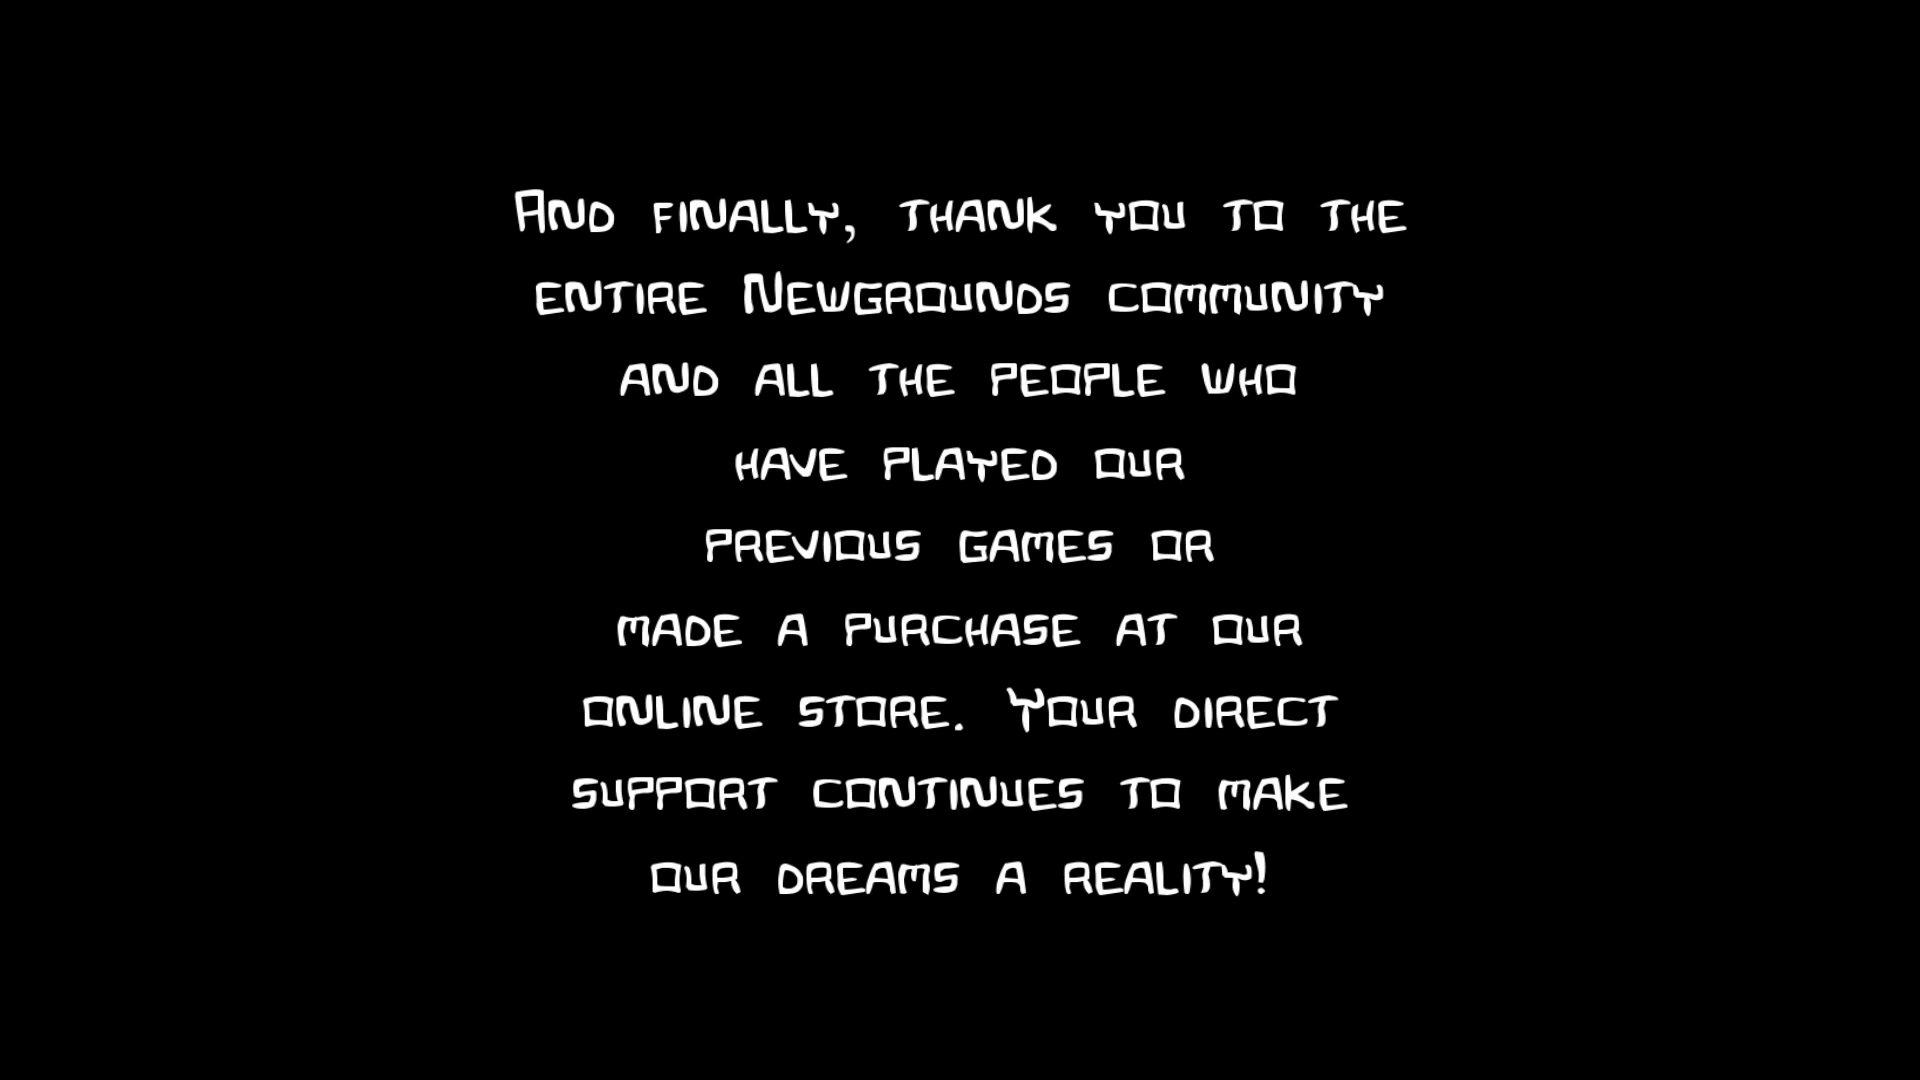 And finally, thank you to the
entire Newgrounds community
and all the people who
have played our
previous games or
made a purchase at our
online store. Your direct
support continues to make
our dreams a reality!